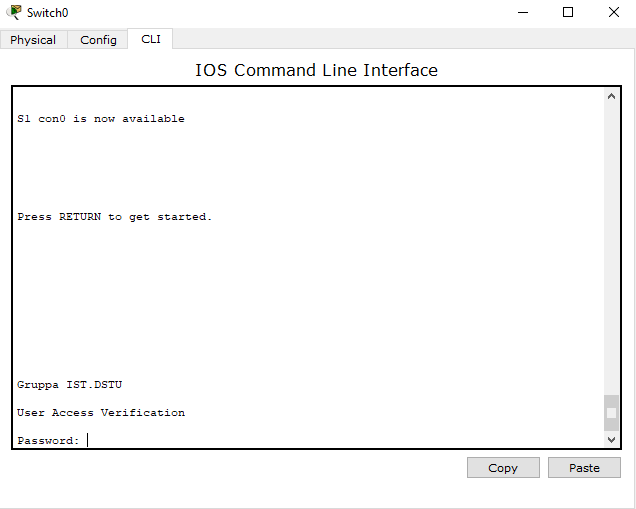 Switch0
Physical Config CLI
IOS Command Line Interface
S1 con0 is now available
Press RETURN to get started.
Gruppa IST.DSTU
User Access Verification
Password:
Copy Paste